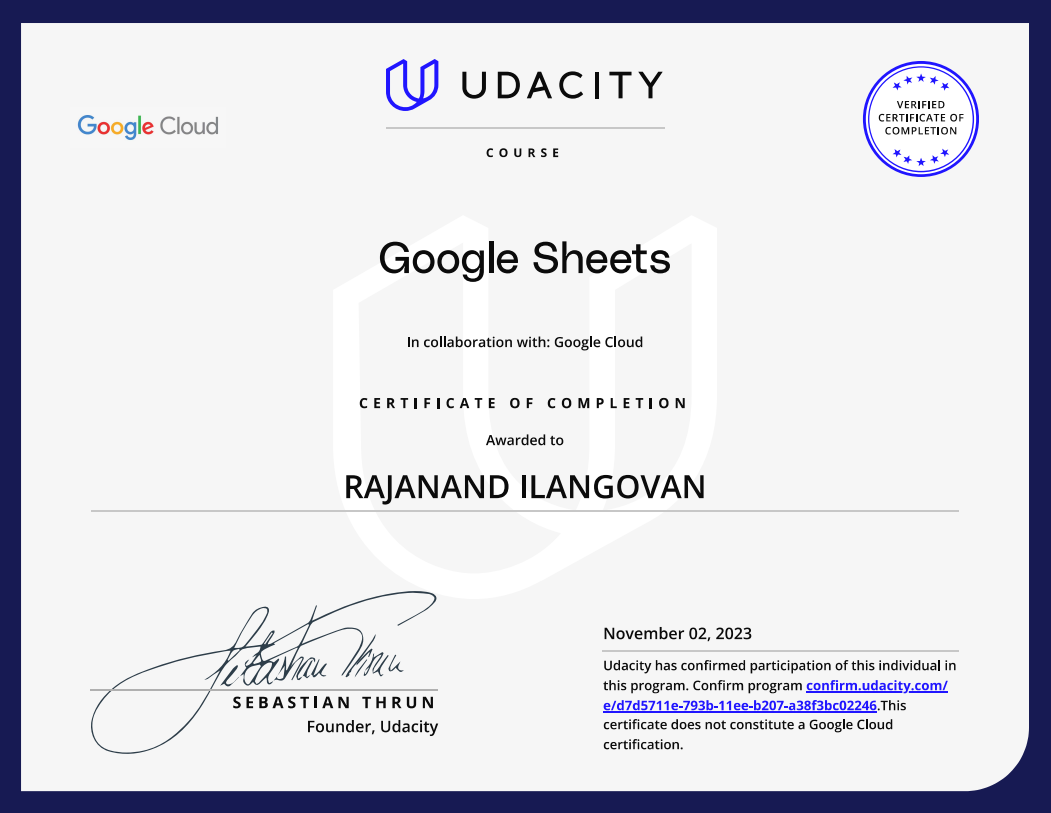 UDACITY
Google Cloud
VERIFIED
CERTIFICATE OF
COMPLETION
COURSE
Google Sheets
In collaboration with: Google Cloud
CERTIFICATE OF COMPLETION
Awarded to
RAJANAND ILANGOVAN
Sebastian Thrun
SEBASTIAN THRUN
Founder, Udacity
November 02, 2023
Udacity has confirmed participation of this individual in
this program. Confirm program confirm.udacity.com/
e/d7d5711e-793b-11ee-b207-a38f3bc02246.This
certificate does not constitute a Google Cloud
certification.